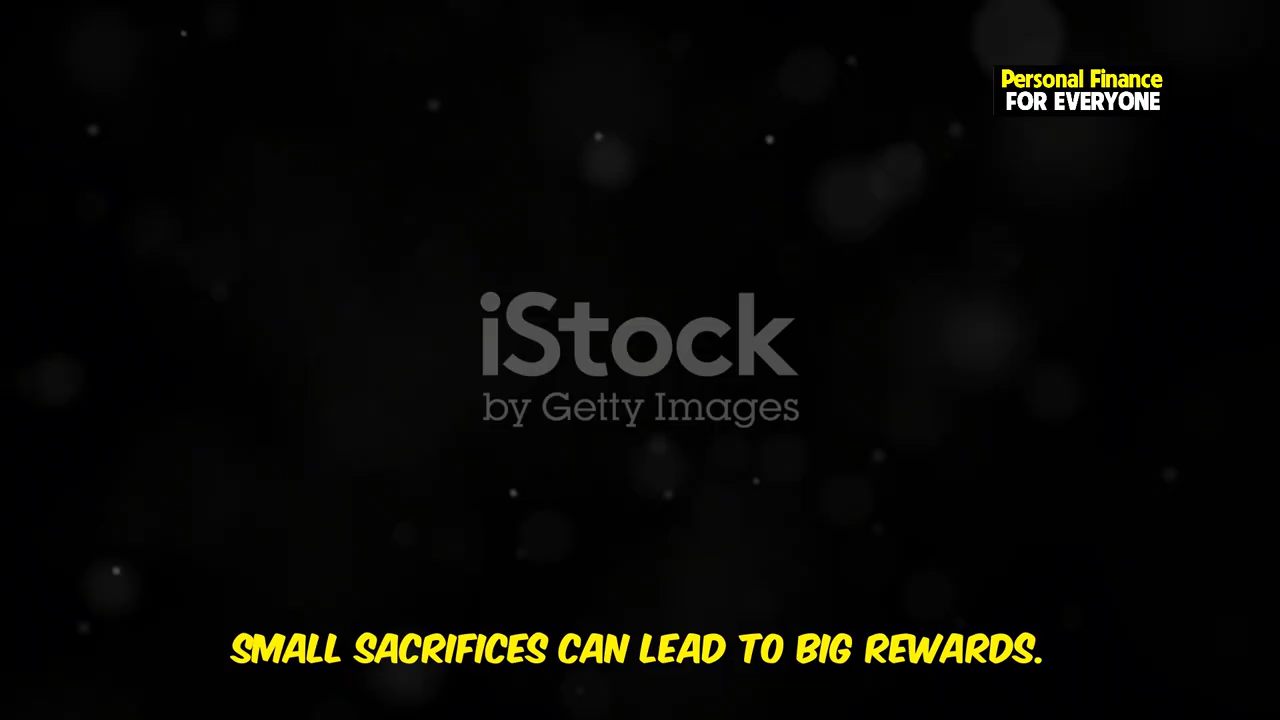 Personal Finance
FOR EVERYONE
iStock
by Getty Images
SMALL SACRIFICES CAN LEAD TO BIG REWARDS.